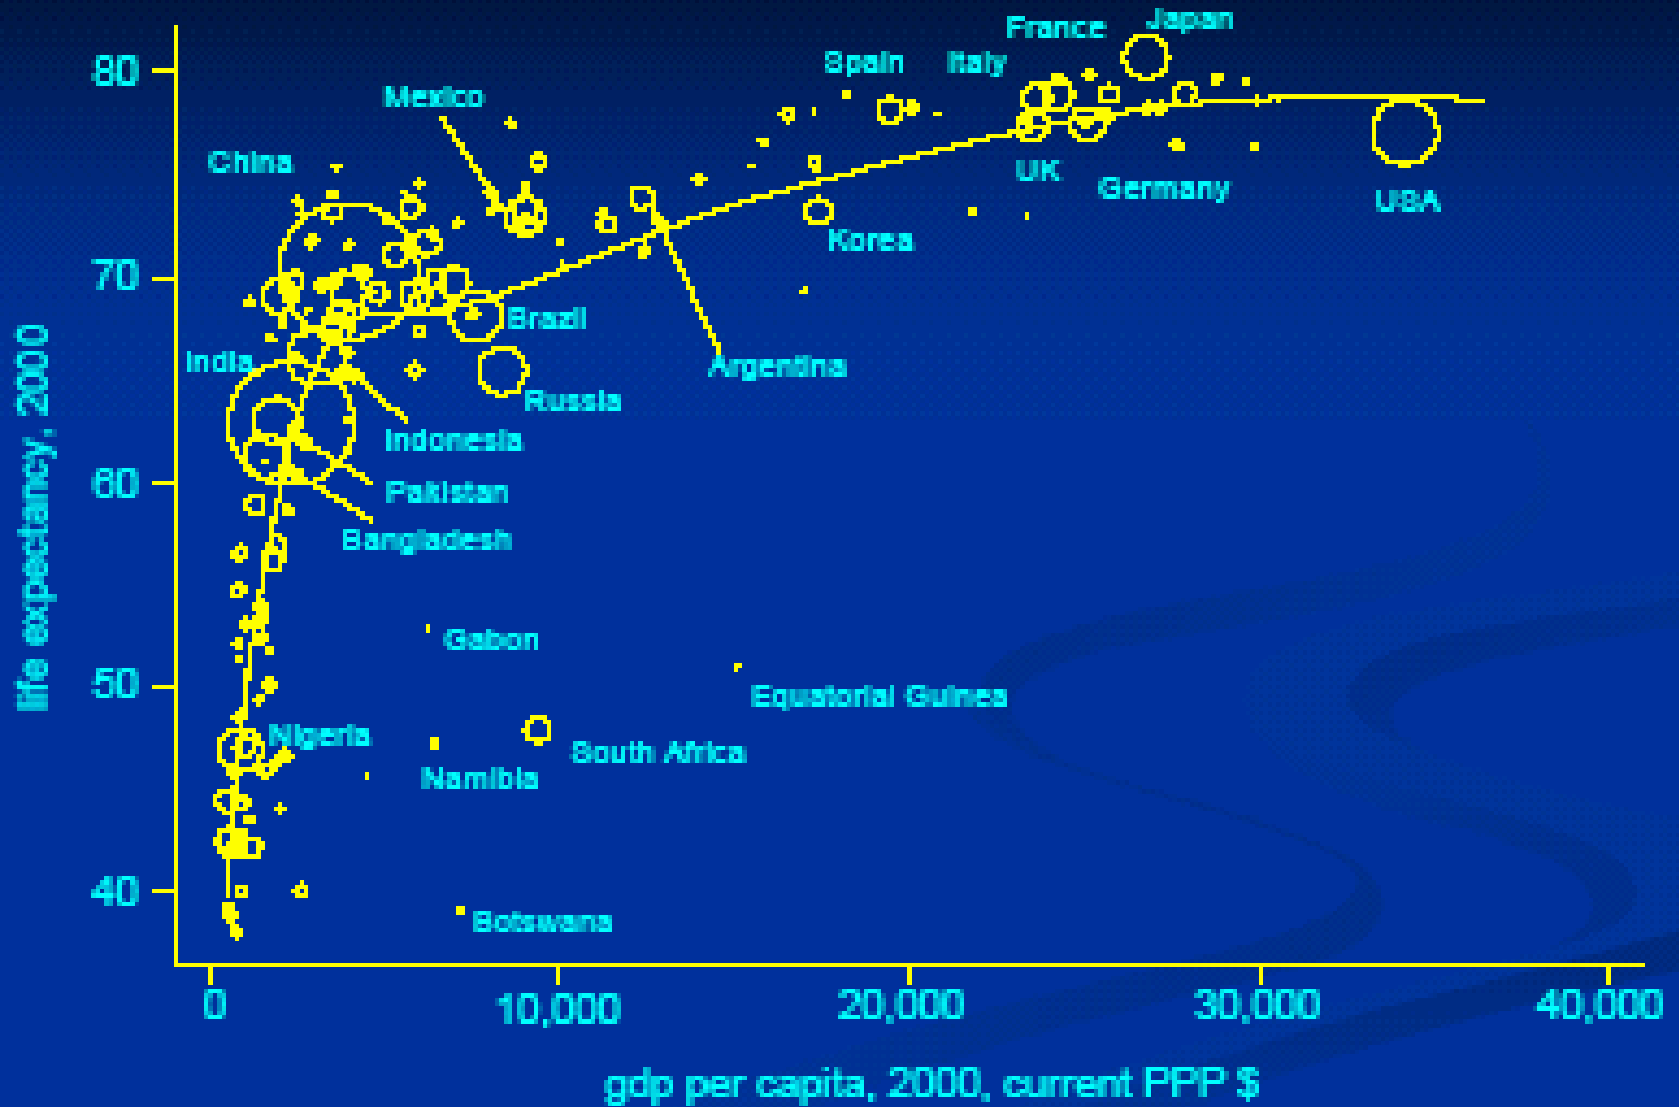 Japan
France
Spain
Italy
80
Mexico
China
UK
Germany
USA
Korea
70
Brazil
India
Argentina
Russia
Indonesia
60
Pakistan
Bangladesh
life expectancy, 2000
Gabon
50
Equatorial Guinea
Nigeria
South Africa
Namibia
40
Botswana
0
10,000
20,000
30,000
40,000
gdp per capita, 2000, current PPP $